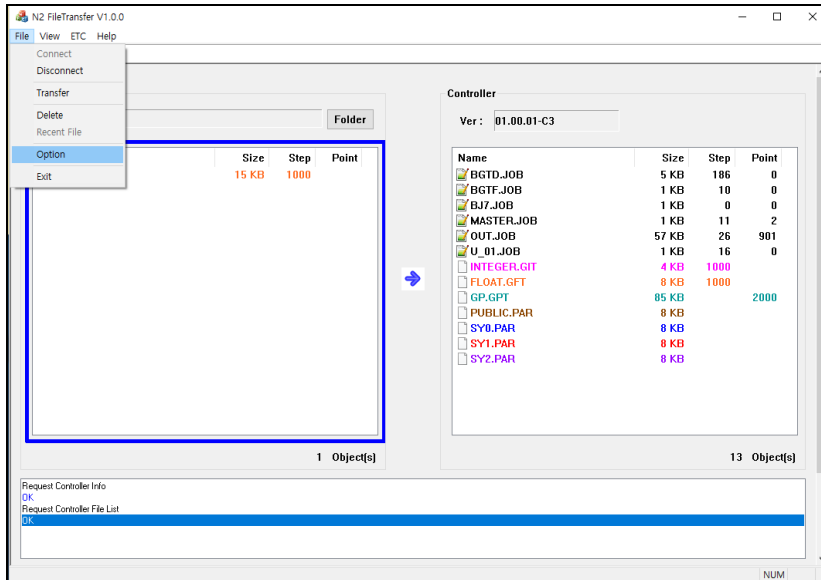 N2 FileTransfer V1.0.0
File View ETC Help
Connect
Disconnect
Transfer
Delete
Recent File
Option
Exit
Folder
Size Step Point
15 KB 1000
1 Object(s)
Controller
Ver : 01.00.01-C3
Name Size Step Point
BGTD.JOB 5 KB 186 0
BGTF.JOB 1 KB 10 0
BJ7.JOB 1 KB 0 0
MASTER.JOB 1 KB 11 2
OUT.JOB 57 KB 26 901
U_01.JOB 1 KB 16 0
INTEGER.GIT 4 KB 1000
FLOAT.GFT 8 KB 1000
GP.GPT 85 KB 2000
PUBLIC.PAR 8 KB
SY0.PAR 8 KB
SY1.PAR 8 KB
SY2.PAR 8 KB
13 Object(s)
Request Controller Info
OK
Request Controller File List
OK
NUM